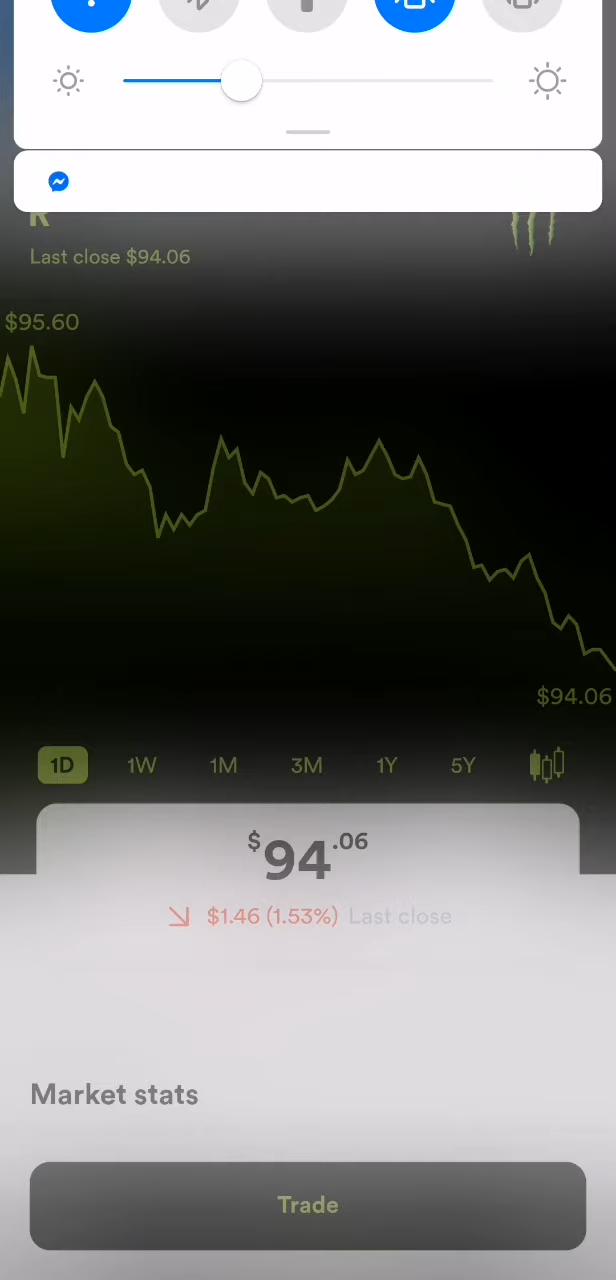 R
Last close $94.06
$95.60
$94.06
1D 1W 1M 3M 1Y 5Y
$94.06
$1.46 (1.53%) Last close
Market stats
Trade